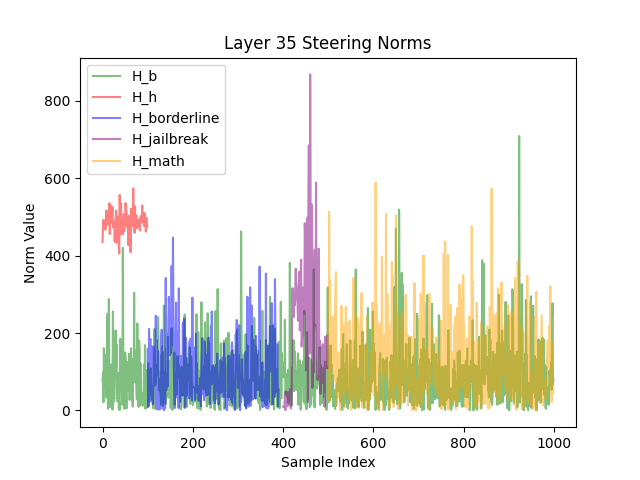 Layer 35 Steering Norms
H_b
H_h
H_borderline
H_jailbreak
H_math
Norm Value
800
600
400
200
0
0
200
400
600
800
1000
Sample Index